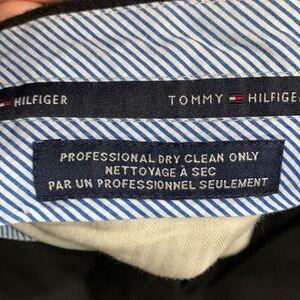 HILFIGER TOMMY HILFIGE
PROFESSIONAL DRY CLEAN ONLY
NETTOYAGE À SEC
PAR UN PROFESSIONNEL SEULEMENT